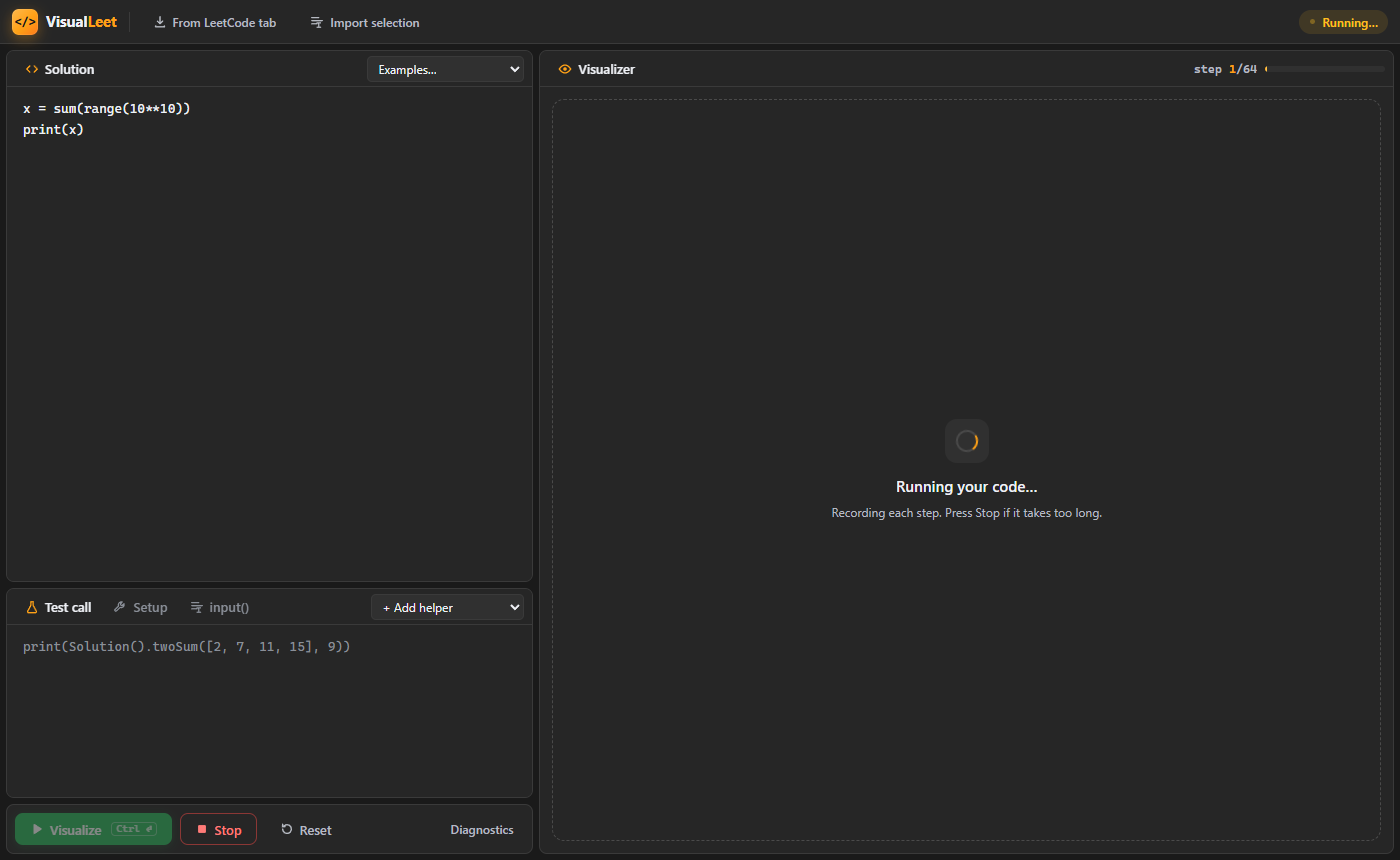 </> VisualLeet From LeetCode tab Import selection Running...
Solution Examples...
x = sum(range(10**10))
print(x)
Visualizer step 1/64
Running your code...
Recording each step. Press Stop if it takes too long.
Test call Setup input() + Add helper
print(Solution().twoSum([2, 7, 11, 15], 9))
Visualize Ctrl ⏎ Stop Reset Diagnostics